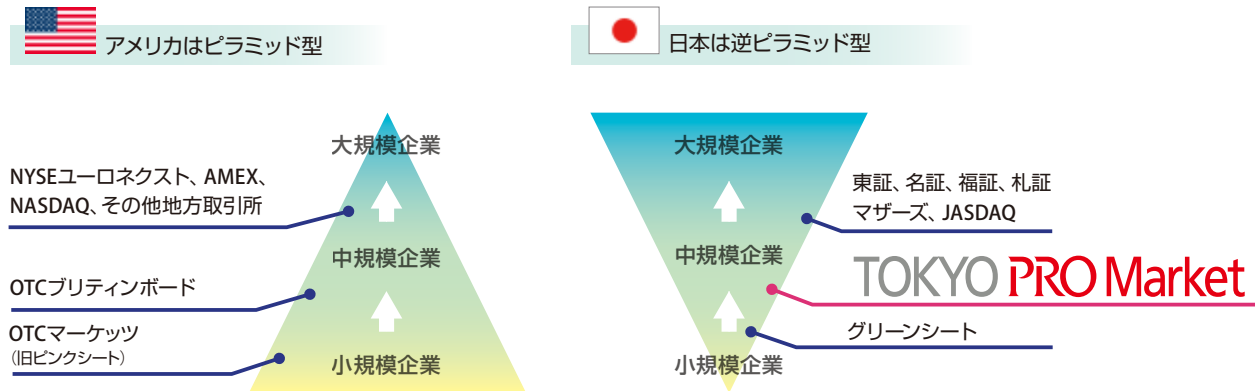 アメリカはピラミッド型
大規模企業
NYSEユーロネクスト、AMEX、
NASDAQ、その他地方取引所
中規模企業
OTCブリティンボード
OTCマーケッツ
(旧ピンクシート)
小規模企業
日本は逆ピラミッド型
大規模企業
東証、名証、福証、札証
マザーズ、JASDAQ
中規模企業
TOKYO PRO Market
グリーンシート
小規模企業